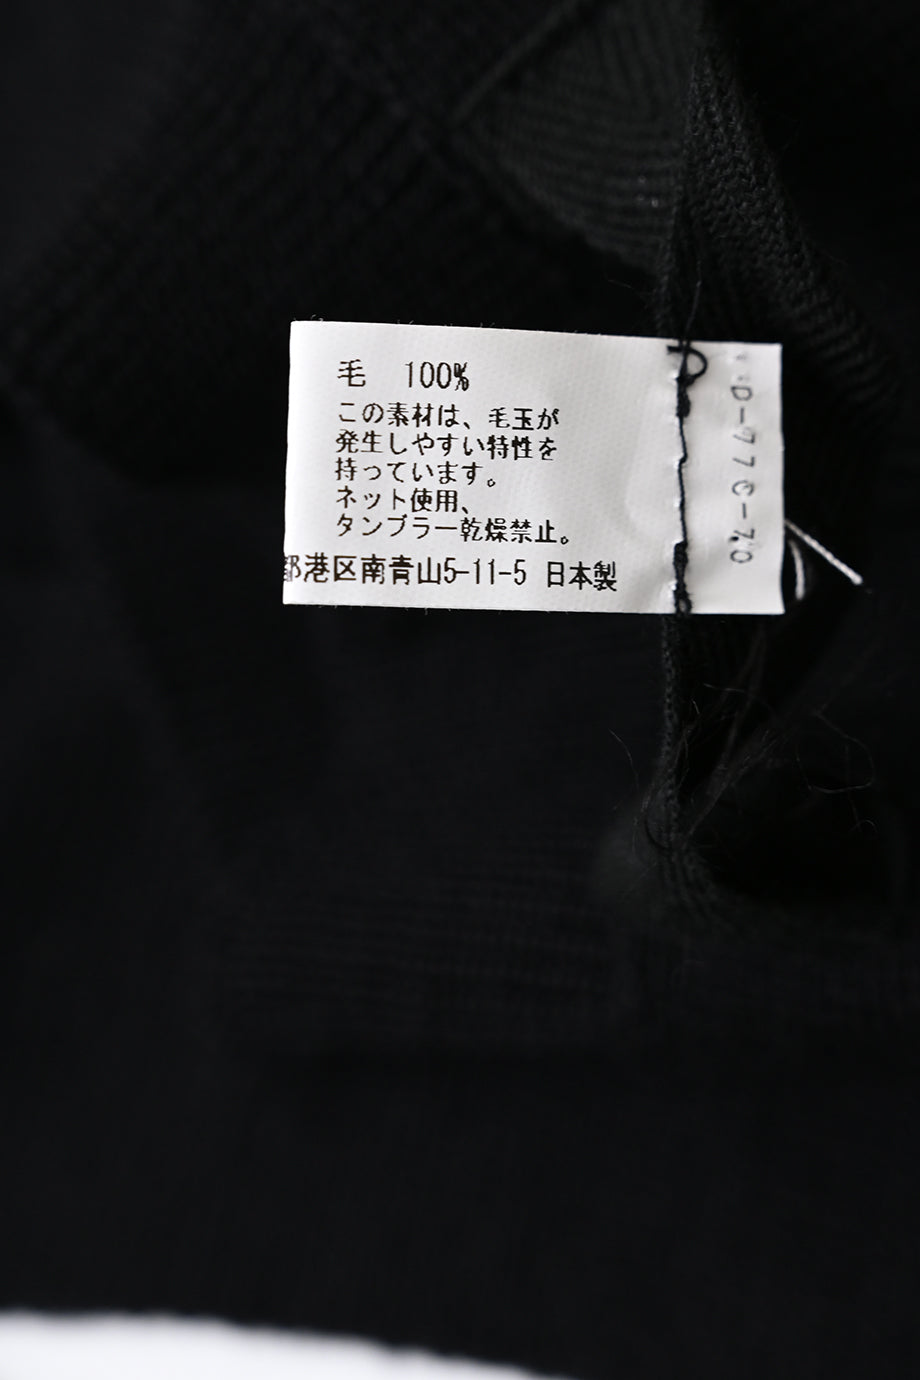 毛 100%
この素材は、毛玉が
発生しやすい特性を
持っています。
ネット使用、
タンブラー乾燥禁止。
都港区南青山5-11-5 日本製